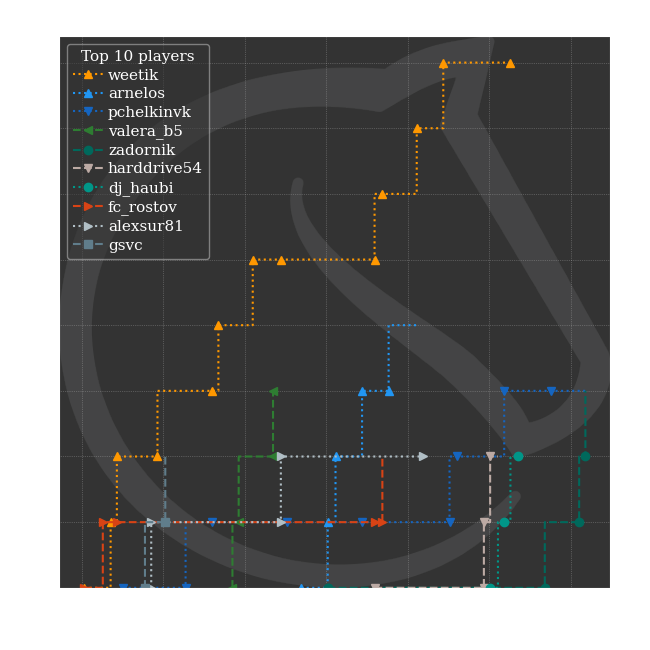 Top 10 players
weetik
arnelos
pchelkinvk
valera_b5
zadornik
harddrive54
dj_haubi
fc_rostov
alexsur81
gsvc